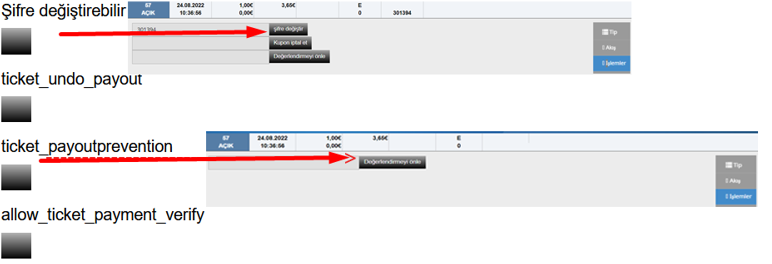 Şifre değiştirebilir
57 24.08.2022 1,00€ 3,65€ E
AÇIK 10:36:56 0,00€ 0 301394
301394 şifre değiştir
Kupon iptal et
Değerlendirmeyi önle
Tip
Akış
İşlemler
ticket_undo_payout
ticket_payoutprevention
57 24.08.2022 1,00€ 3,65€ E
AÇIK 10:36:56 0,00€ 0
Değerlendirmeyi önle
Tip
Akış
İşlemler
allow_ticket_payment_verify